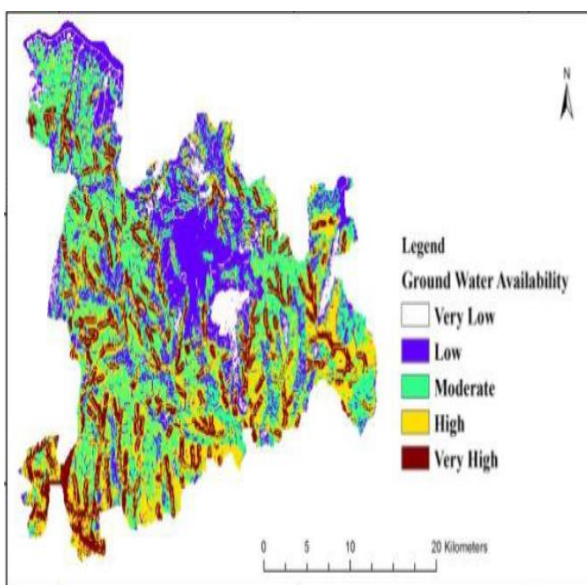 N
Legend
Ground Water Availability
Very Low
Low
Moderate
High
Very High
0 5 10 20 Kilometers